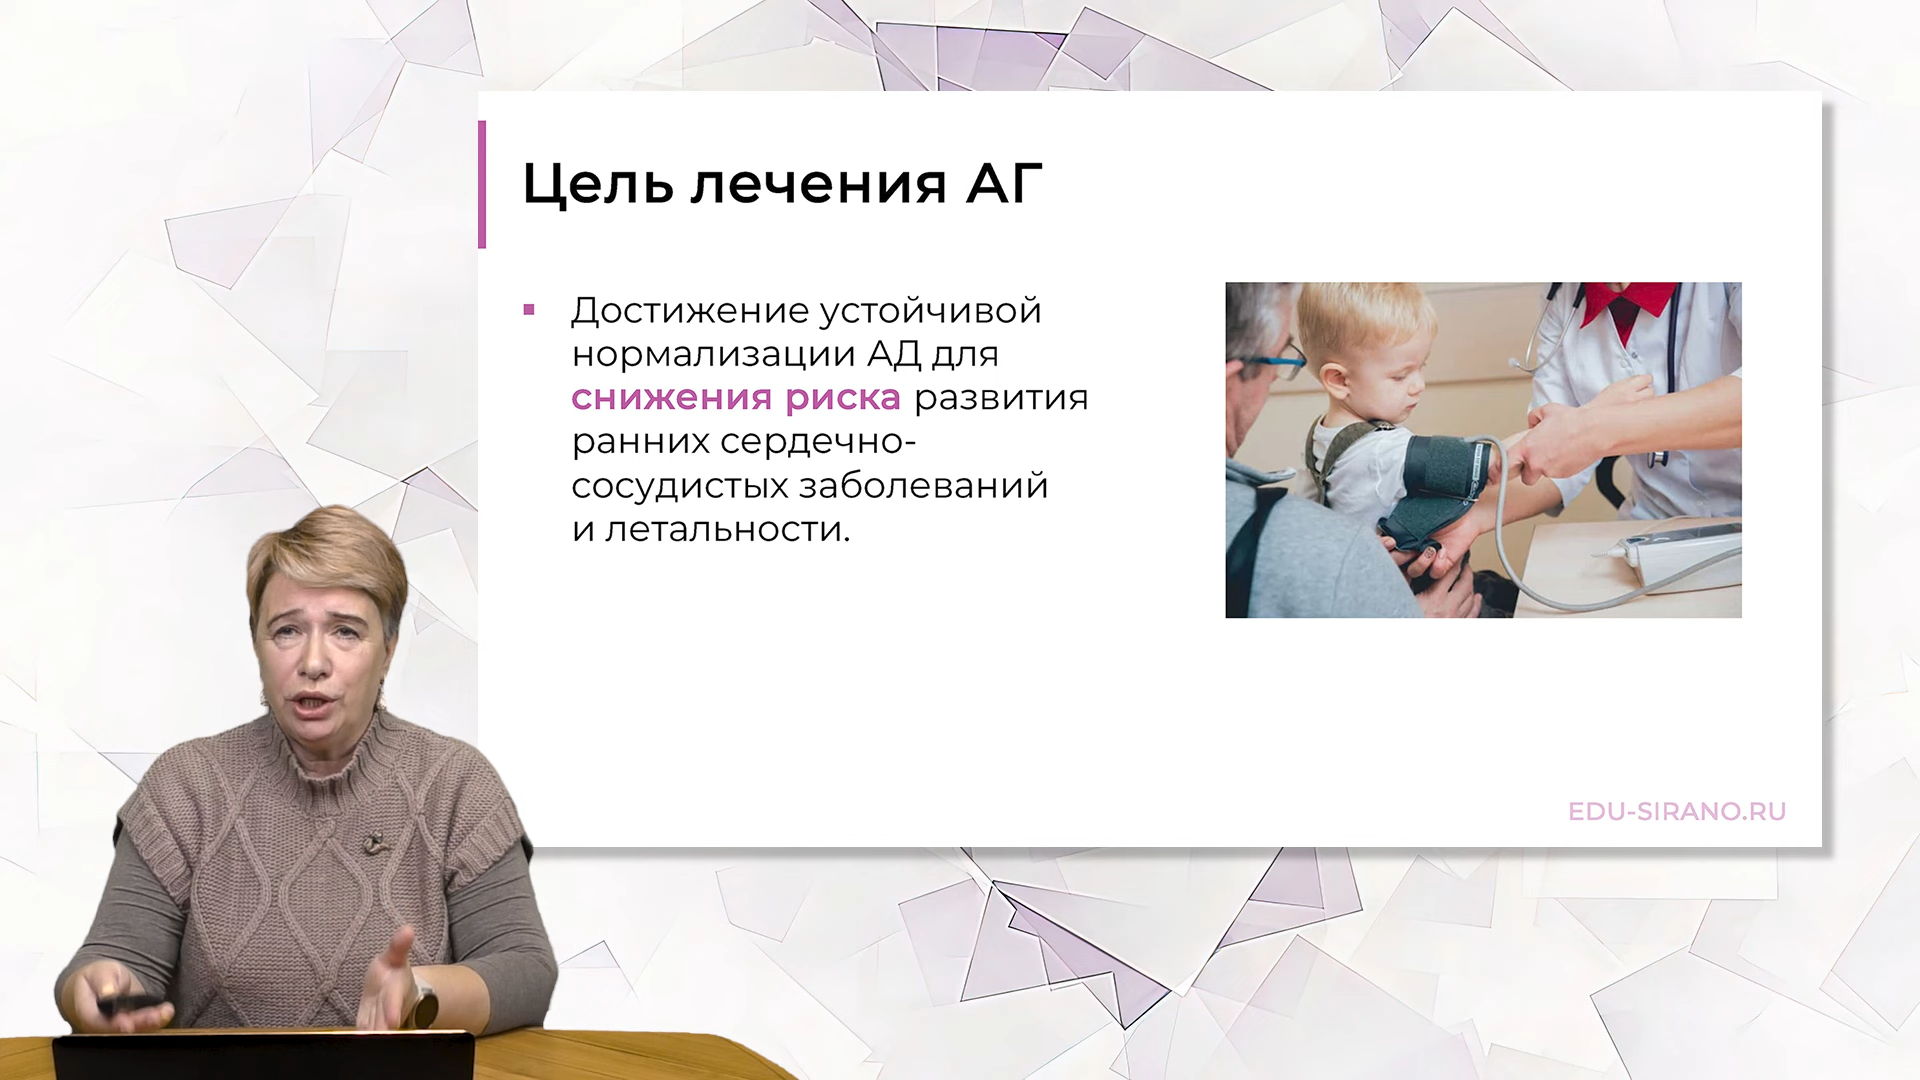 Цель лечения АГ
Достижение устойчивой
нормализации АД для
снижения риска развития
ранних сердечно-
сосудистых заболеваний
и летальности.
EDU-SIRANO.RU